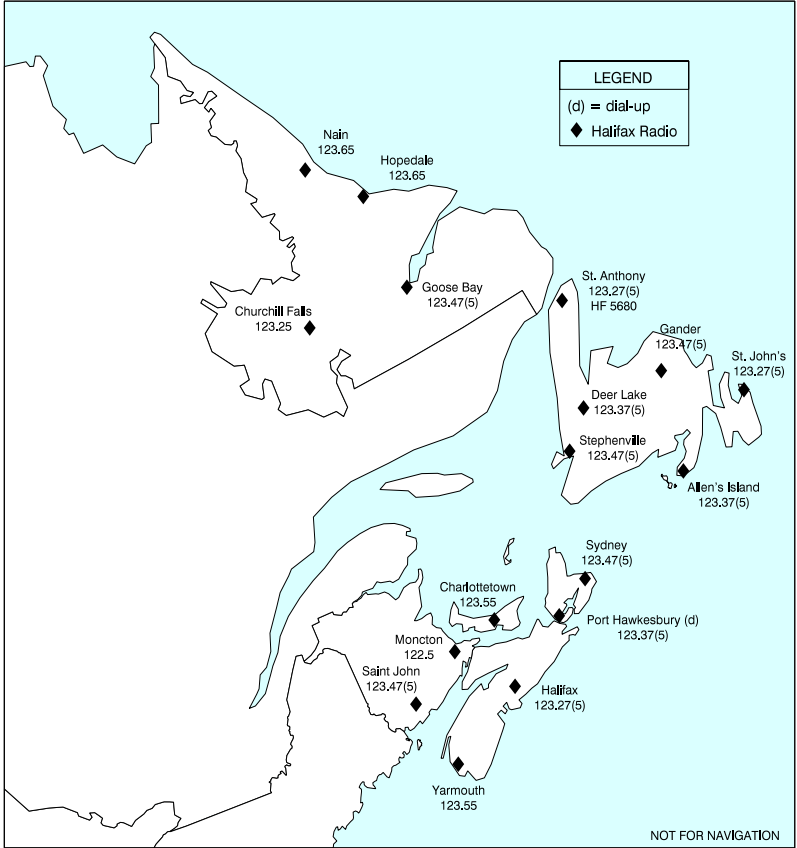 LEGEND
(d) = dial-up
Halifax Radio
Nain
123.65
Hopedale
123.65
Goose Bay
123.47(5)
Churchill Falls
123.25
St. Anthony
123.27(5)
HF 5680
Gander
123.47(5)
St. John's
123.27(5)
Deer Lake
123.37(5)
Stephenville
123.47(5)
Allen's Island
123.37(5)
Sydney
123.47(5)
Charlottetown
123.55
Port Hawkesbury (d)
123.37(5)
Moncton
122.5
Saint John
123.47(5)
Halifax
123.27(5)
Yarmouth
123.55
NOT FOR NAVIGATION